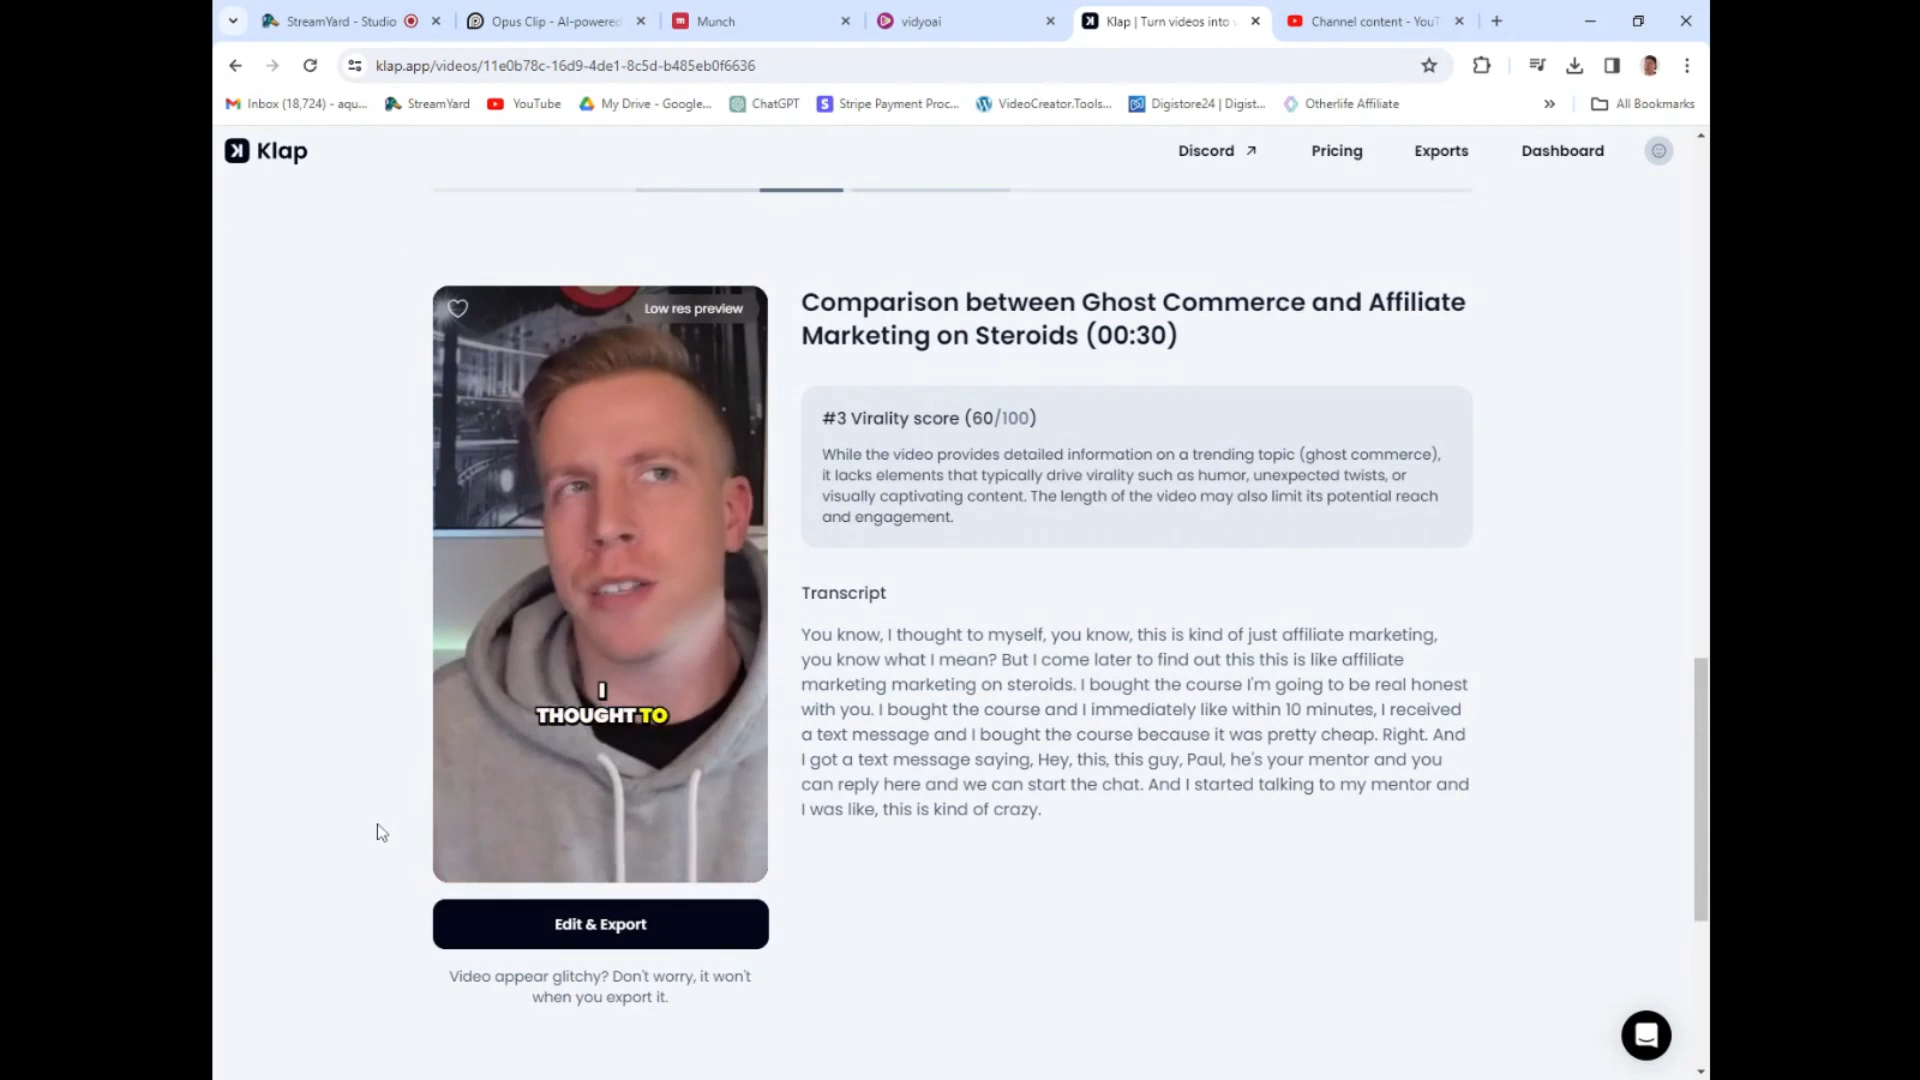 StreamYard - Studio
Opus Clip - AI-powered
Munch
vidyoai
Klap | Turn videos into v
Channel content - YouT
klap.app/videos/11e0b78c-16d9-4de1-8c5d-b485eb0f6636
Inbox (18,724) - aqu...
StreamYard
YouTube
My Drive - Google...
ChatGPT
Stripe Payment Proc...
VideoCreator.Tools...
Digistore24 | Digist...
Otherlife Affiliate
All Bookmarks
Klap
Discord
Pricing
Exports
Dashboard
Low res preview
I
THOUGHT TO
Edit & Export
Video appear glitchy? Don't worry, it won't
when you export it.
Comparison between Ghost Commerce and Affiliate
Marketing on Steroids (00:30)
#3 Virality score (60/100)
While the video provides detailed information on a trending topic (ghost commerce),
it lacks elements that typically drive virality such as humor, unexpected twists, or
visually captivating content. The length of the video may also limit its potential reach
and engagement.
Transcript
You know, I thought to myself, you know, this is kind of just affiliate marketing,
you know what I mean? But I come later to find out this this is like affiliate
marketing marketing on steroids. I bought the course I'm going to be real honest
with you. I bought the course and I immediately like within 10 minutes, I received
a text message and I bought the course because it was pretty cheap. Right. And
I got a text message saying, Hey, this, this guy, Paul, he's your mentor and you
can reply here and we can start the chat. And I started talking to my mentor and
I was like, this is kind of crazy.